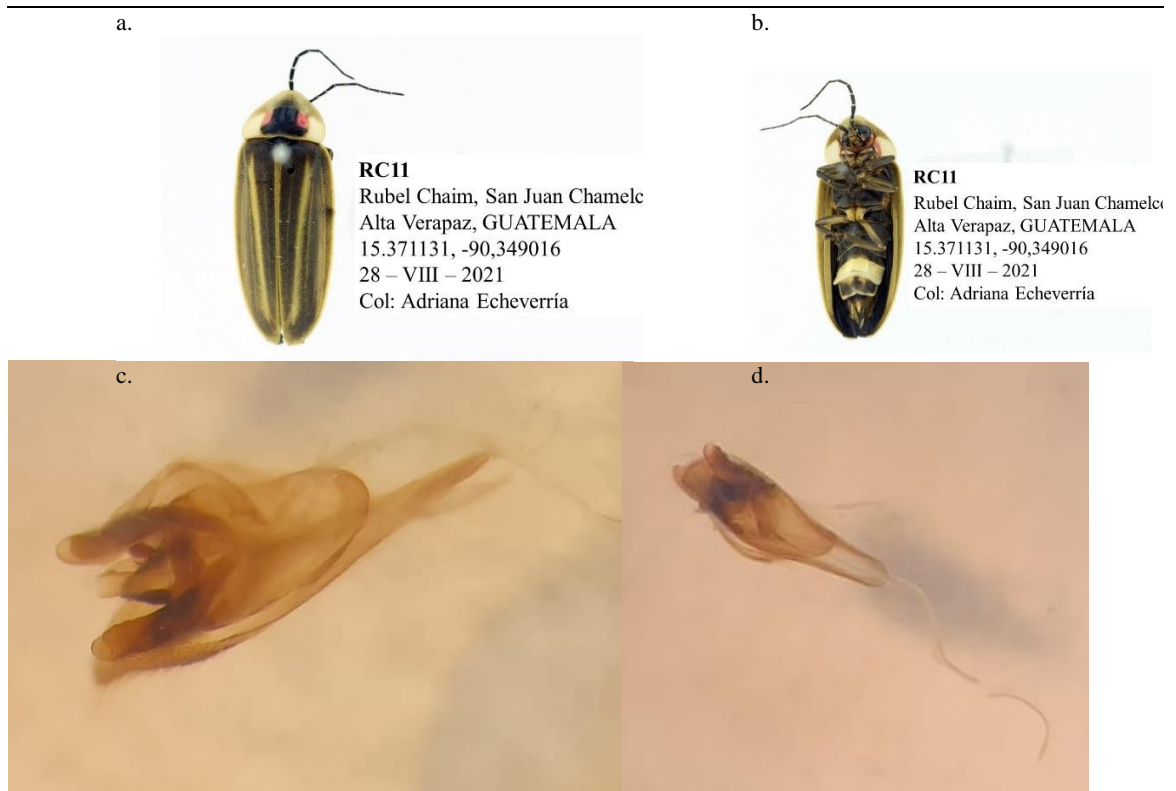 a.
b.
RC11
Rubel Chaim, San Juan Chamelc
Alta Verapaz, GUATEMALA
15.371131, -90,349016
28 – VIII – 2021
Col: Adriana Echeverría
RC11
Rubel Chaim, San Juan Chamelco
Alta Verapaz, GUATEMALA
15.371131, -90,349016
28 – VIII – 2021
Col: Adriana Echeverría
c.
d.